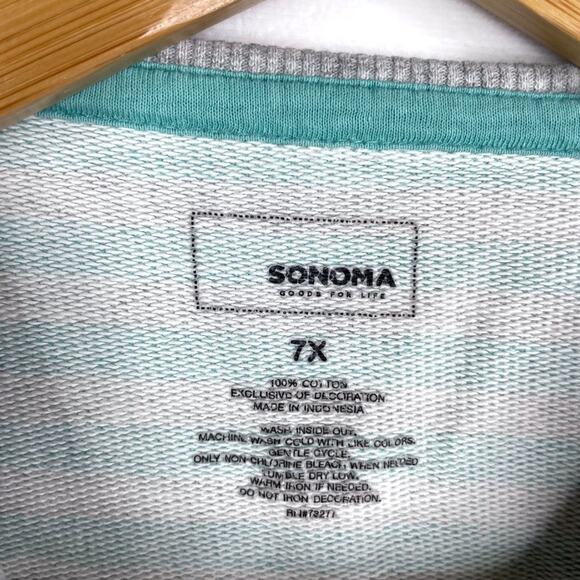 SONOMA
GOODS FOR LIFE
7X
100% COTTON
EXCLUSIVE OF DECORATION
MADE IN INDONESIA
WASH INSIDE OUT.
MACHINE WASH COLD WITH LIKE COLORS.
GENTLE CYCLE.
ONLY NON-CHLORINE BLEACH, WHEN NEEDED
TUMBLE DRY LOW.
WARM IRON IF NEEDED.
DO NOT IRON DECORATION.
RN#73277